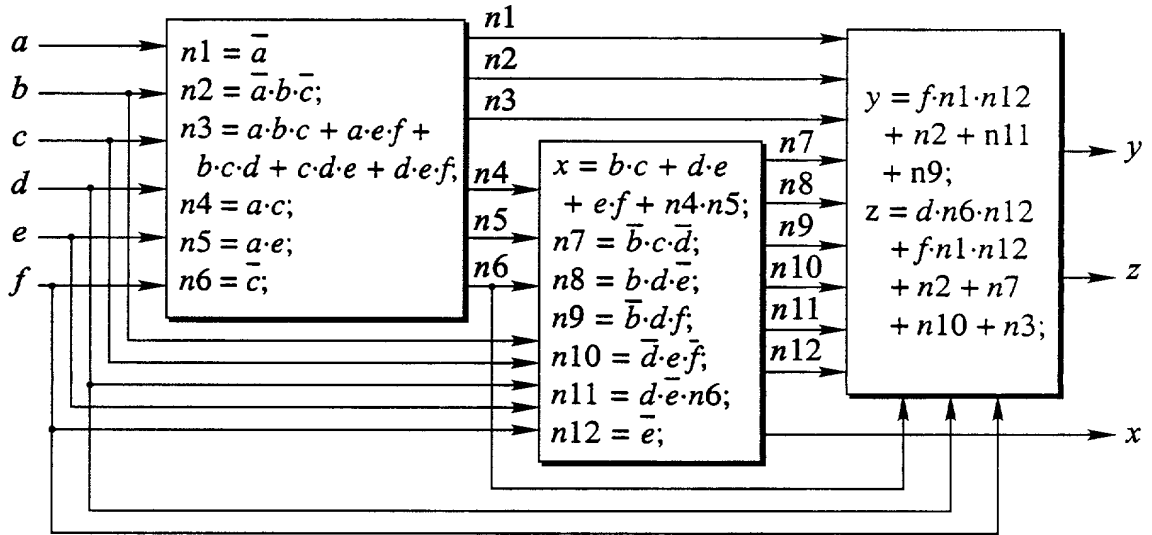 a
b
c
d
e
f
n1 = a̅
n2 = a̅·b·c̅;
n3 = a·b·c + a·e·f +
b·c·d + c·d·e + d·e·f;
n4 = a·c;
n5 = a·e;
n6 = c̅;
n1
n2
n3
n4
n5
n6
x = b·c + d·e
+ e·f + n4·n5;
n7 = b̅·c·d̅;
n8 = b·d·e̅;
n9 = b̅·d·f;
n10 = d̅·e·f̅;
n11 = d·e̅·n6;
n12 = e̅;
n7
n8
n9
n10
n11
n12
y = f·n1·n12
+ n2 + n11
+ n9;
z = d·n6·n12
+ f·n1·n12
+ n2 + n7
+ n10 + n3;
y
z
x